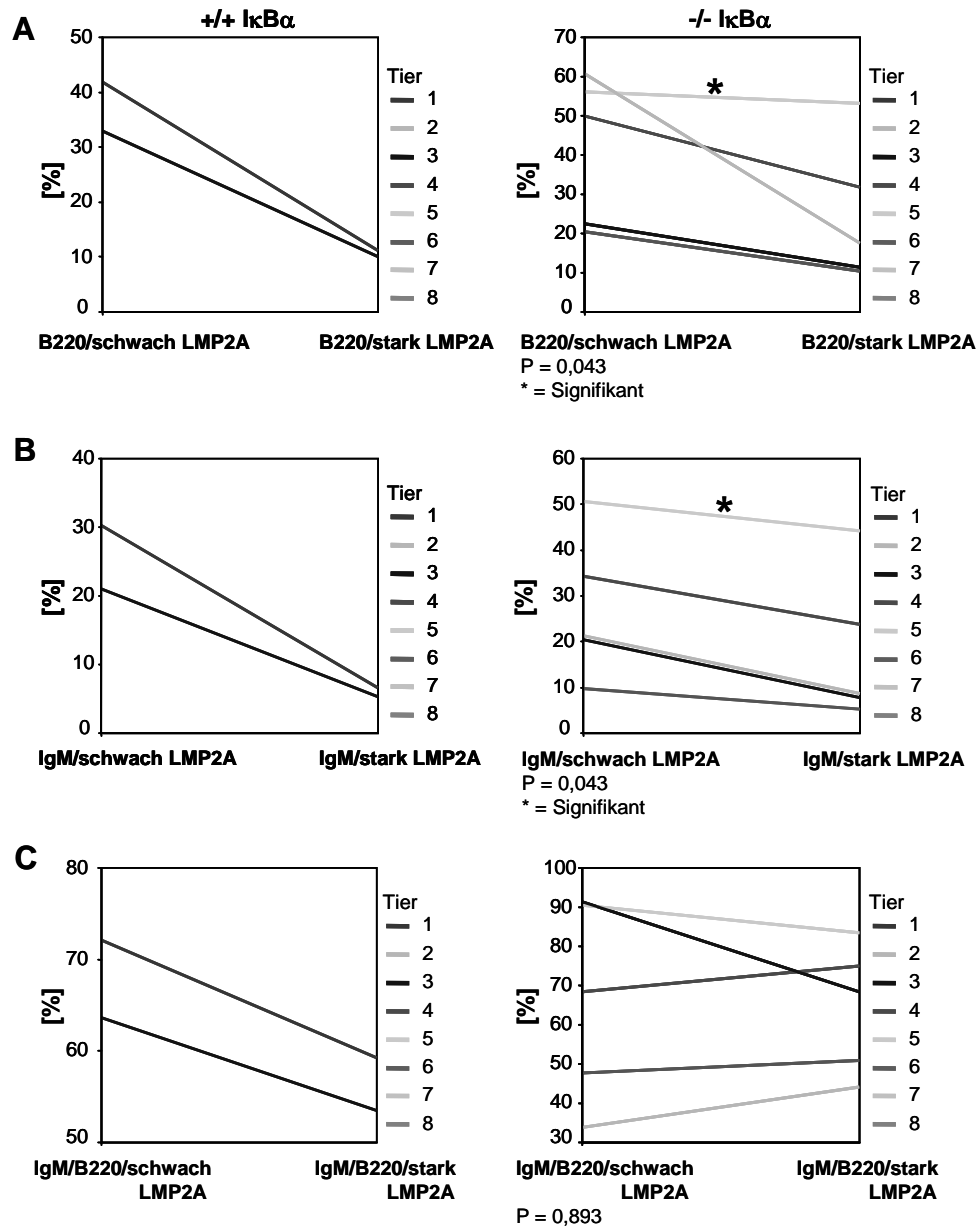 A
+/+ IκBα
-/- IκBα
50
40
30
20
10
0
[%]
Tier
1
2
3
4
5
6
7
8
B220/schwach LMP2A
B220/stark LMP2A
70
60
50
40
30
20
10
0
[%]
*
Tier
1
2
3
4
5
6
7
8
B220/schwach LMP2A
B220/stark LMP2A
P = 0,043
* = Signifikant
B
40
30
20
10
0
[%]
Tier
1
2
3
4
5
6
7
8
IgM/schwach LMP2A
IgM/stark LMP2A
60
50
40
30
20
10
0
[%]
*
Tier
1
2
3
4
5
6
7
8
IgM/schwach LMP2A
IgM/stark LMP2A
P = 0,043
* = Signifikant
C
80
70
60
50
[%]
Tier
1
2
3
4
5
6
7
8
IgM/B220/schwach
LMP2A
IgM/B220/stark
LMP2A
100
90
80
70
60
50
40
30
[%]
Tier
1
2
3
4
5
6
7
8
IgM/B220/schwach
LMP2A
IgM/B220/stark
LMP2A
P = 0,893